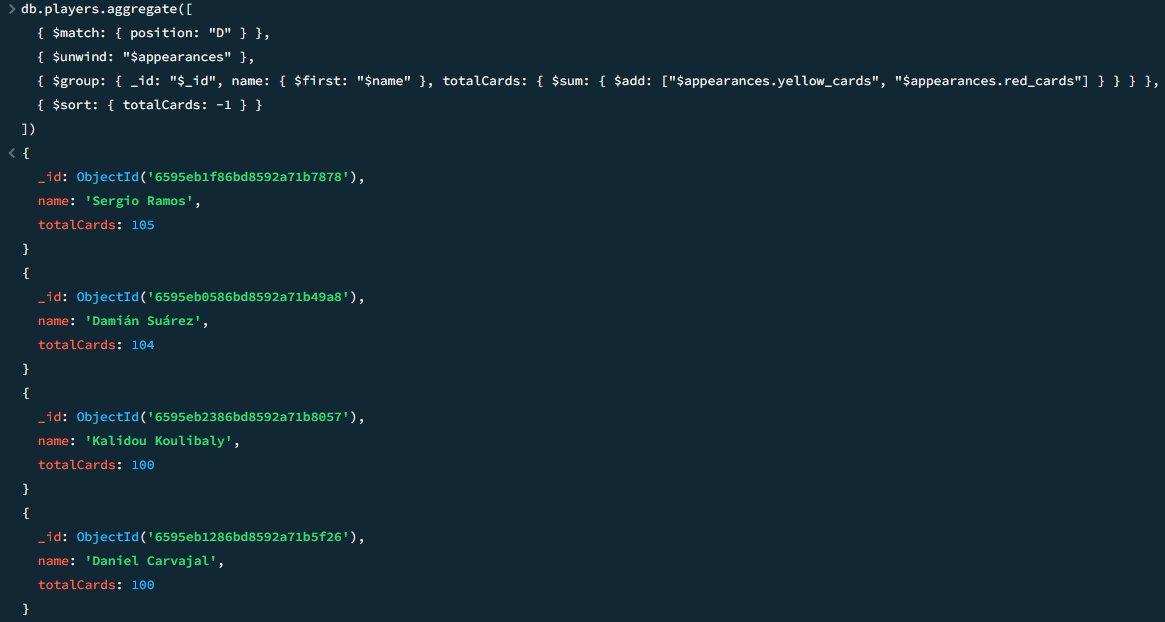 > db.players.aggregate([
{ $match: { position: "D" } },
{ $unwind: "$appearances" },
{ $group: { _id: "$_id", name: { $first: "$name" }, totalCards: { $sum: { $add: ["$appearances.yellow_cards", "$appearances.red_cards"] } } } },
{ $sort: { totalCards: -1 } }
])
< {
_id: ObjectId('6595eb1f86bd8592a71b7878'),
name: 'Sergio Ramos',
totalCards: 105
}
{
_id: ObjectId('6595eb0586bd8592a71b49a8'),
name: 'Damián Suárez',
totalCards: 104
}
{
_id: ObjectId('6595eb2386bd8592a71b8057'),
name: 'Kalidou Koulibaly',
totalCards: 100
}
{
_id: ObjectId('6595eb1286bd8592a71b5f26'),
name: 'Daniel Carvajal',
totalCards: 100
}